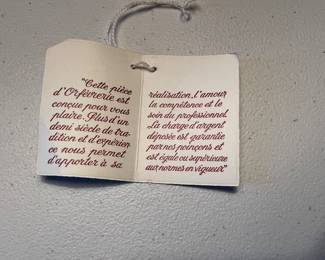 "Cette pièce
d'Orfèvrerie est
conçue pour vous
plaire. Plus d'un
demi siècle de tra-
dition et d'expérien-
ce nous permet
d'apporter à sa
réalisation, l'amour
la compétence et le
soin du professionnel.
La charge d'argent
déposée est garantie
par nos poinçons et
est égale ou supérieure
aux normes en vigueur"